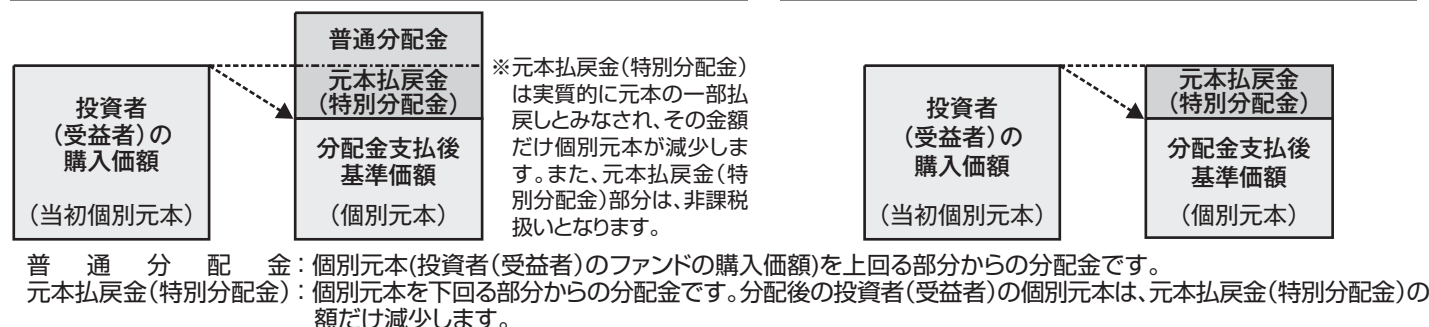 投資者
(受益者)の
購入価額
(当初個別元本)
普通分配金
元本払戻金
(特別分配金)
分配金支払後
基準価額
(個別元本)
※元本払戻金(特別分配金)
は実質的に元本の一部払
戻しとみなされ、その金額
だけ個別元本が減少しま
す。また、元本払戻金(特
別分配金)部分は、非課税
扱いとなります。
投資者
(受益者)の
購入価額
(当初個別元本)
元本払戻金
(特別分配金)
分配金支払後
基準価額
(個別元本)
普通分配金:個別元本(投資者(受益者)のファンドの購入価額)を上回る部分からの分配金です。
元本払戻金(特別分配金):個別元本を下回る部分からの分配金です。分配後の投資者(受益者)の個別元本は、元本払戻金(特別分配金)の
額だけ減少します。